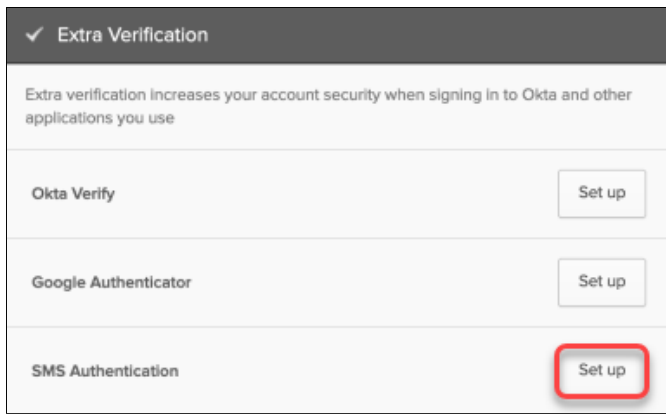 Extra Verification
Extra verification increases your account security when signing in to Okta and other
applications you use
Okta Verify
Set up
Google Authenticator
Set up
SMS Authentication
Set up